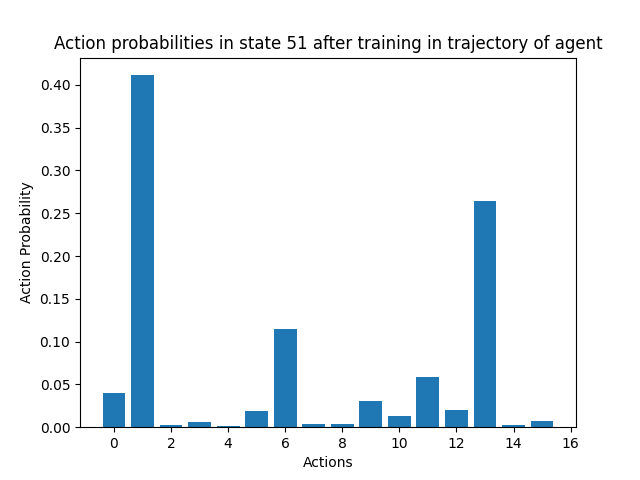 Action probabilities in state 51 after training in trajectory of agent
0.40
0.35
0.30
0.25
0.20
0.15
0.10
0.05
0.00
Action Probability
0 2 4 6 8 10 12 14 16
Actions